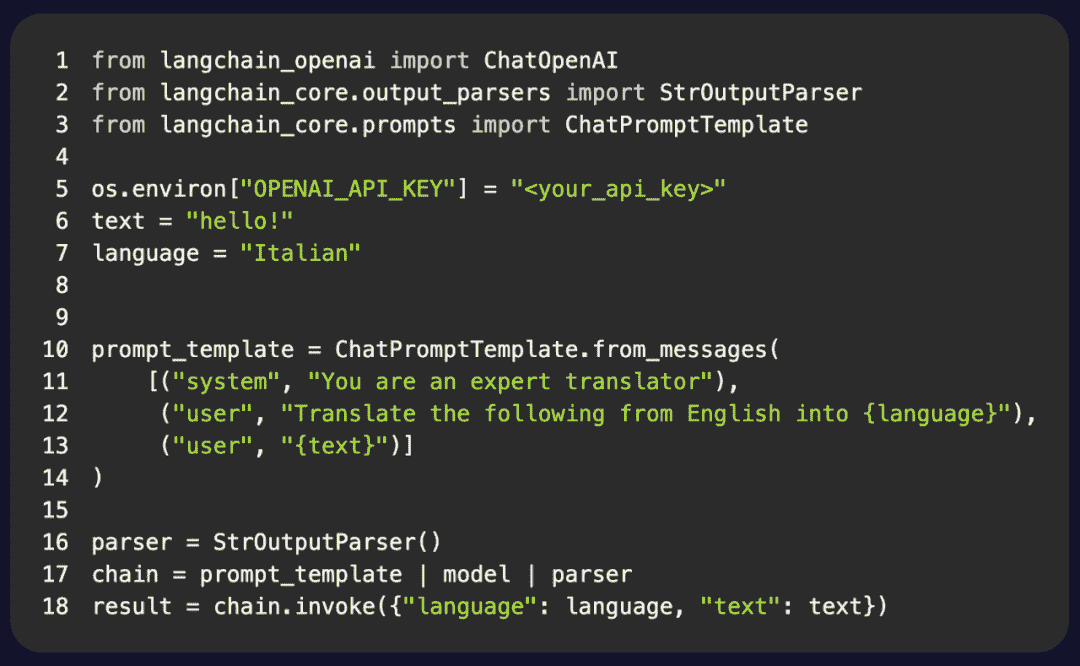 1 from langchain_openai import ChatOpenAI
2 from langchain_core.output_parsers import StrOutputParser
3 from langchain_core.prompts import ChatPromptTemplate
4
5 os.environ["OPENAI_API_KEY"] = "<your_api_key>"
6 text = "hello!"
7 language = "Italian"
8
9
10 prompt_template = ChatPromptTemplate.from_messages(
11     [("system", "You are an expert translator"),
12      ("user", "Translate the following from English into {language}"),
13      ("user", "{text}")]
14 )
15
16 parser = StrOutputParser()
17 chain = prompt_template | model | parser
18 result = chain.invoke({"language": language, "text": text})